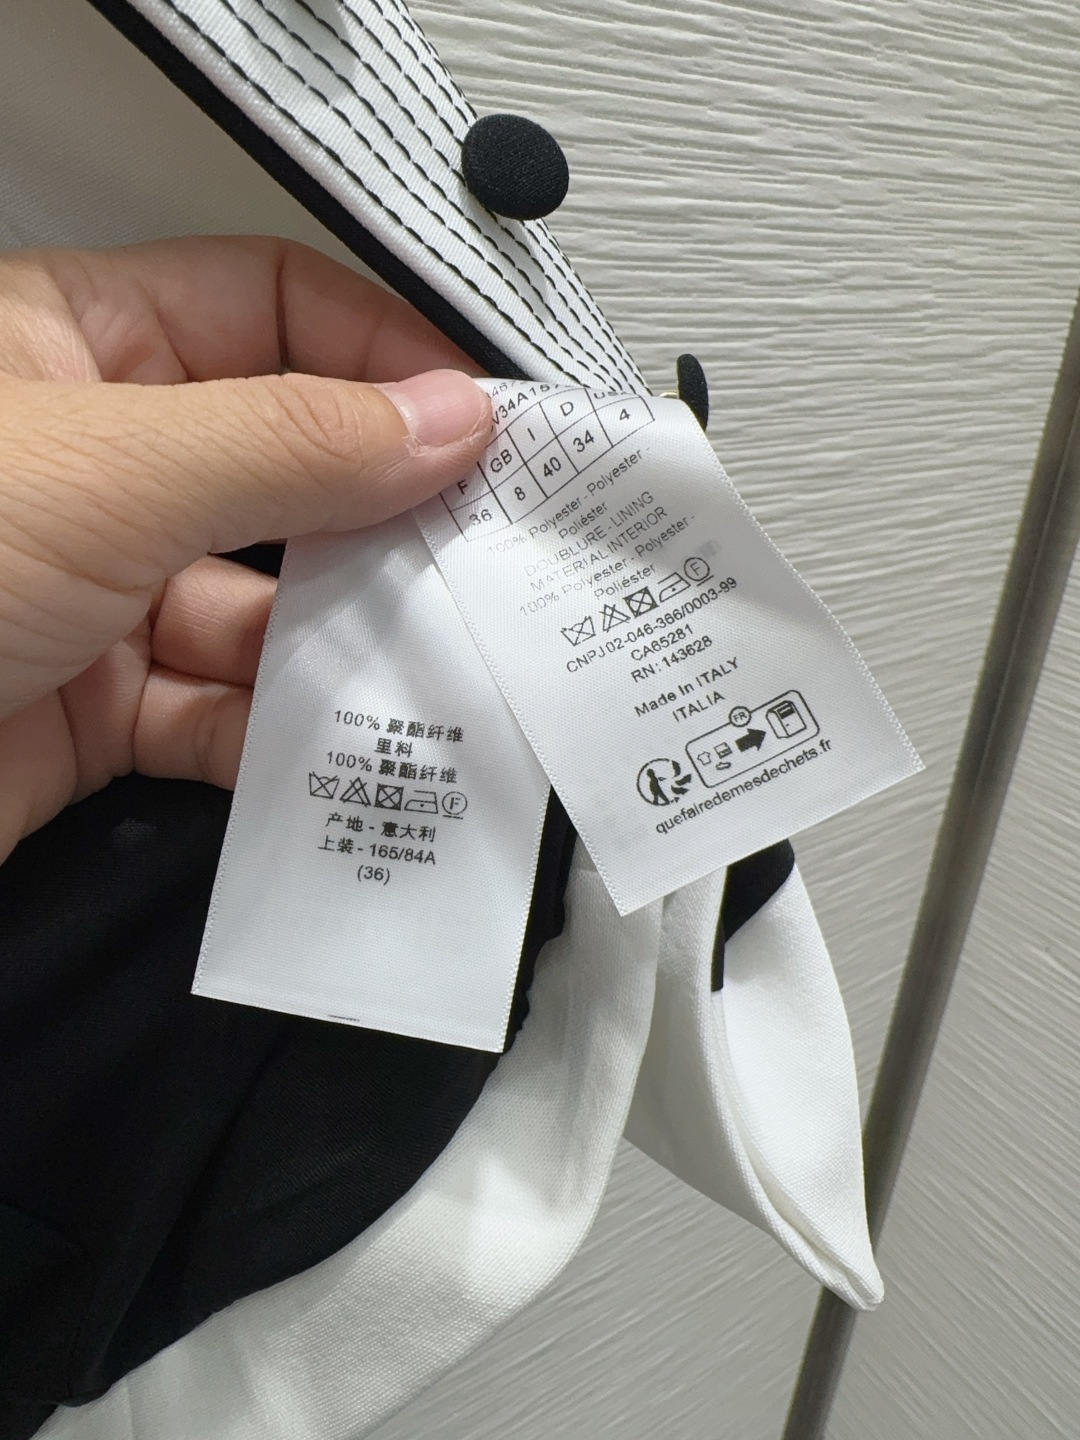 F GB I D
36 8 40 34 4
100% Polyester - Polyester -
Poliéster
DOUBLURE - LINING
MATERIAL INTERIOR
100% Polyester - Polyester -
Poliéster
F
CNPJ 02-046-366/0003-99
CA65281
RN: 143628
Made In ITALY
ITALIA
FR
quefairedemesdechets.fr
100% 聚酯纤维
里料
100% 聚酯纤维
F
产地 - 意大利
上装 - 165/84A
(36)